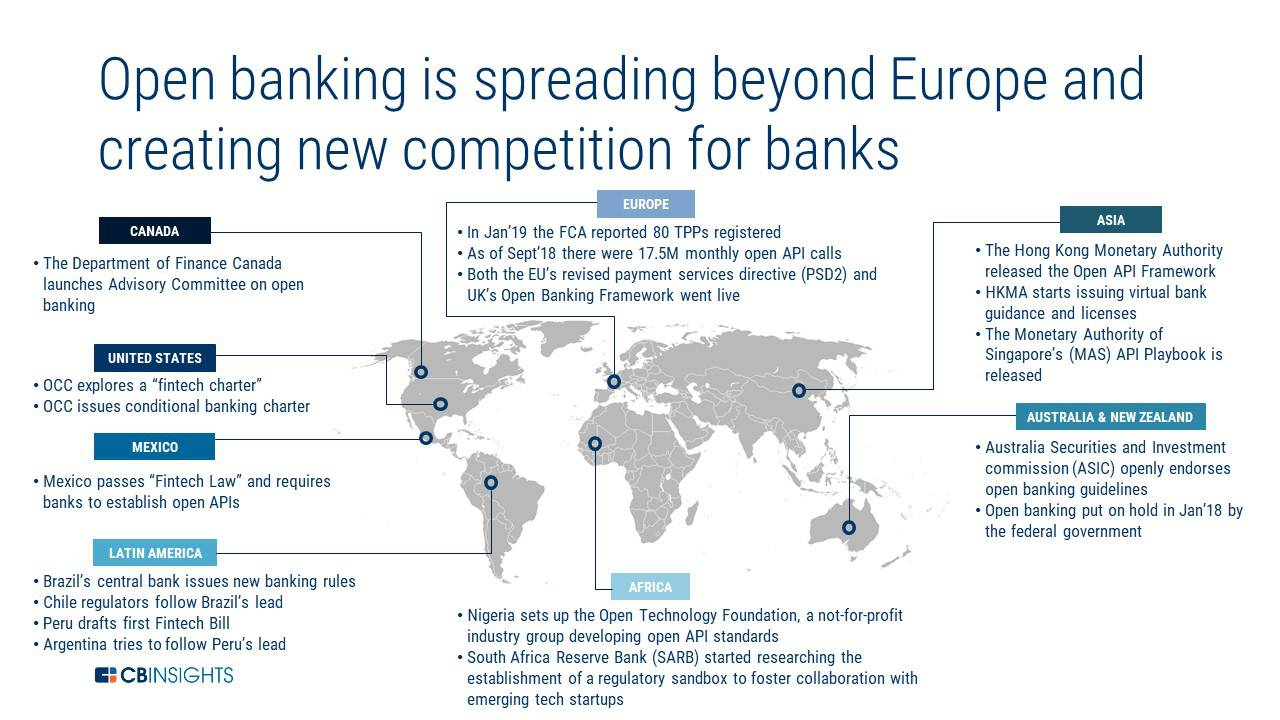 Open banking is spreading beyond Europe and
creating new competition for banks
CANADA
• The Department of Finance Canada
launches Advisory Committee on open
banking
UNITED STATES
• OCC explores a “fintech charter”
• OCC issues conditional banking charter
MEXICO
• Mexico passes “Fintech Law” and requires
banks to establish open APIs
LATIN AMERICA
• Brazil’s central bank issues new banking rules
• Chile regulators follow Brazil’s lead
• Peru drafts first Fintech Bill
• Argentina tries to follow Peru’s lead
EUROPE
• In Jan’19 the FCA reported 80 TPPs registered
• As of Sept’18 there were 17.5M monthly open API calls
• Both the EU’s revised payment services directive (PSD2) and
UK’s Open Banking Framework went live
AFRICA
• Nigeria sets up the Open Technology Foundation, a not-for-profit
industry group developing open API standards
• South Africa Reserve Bank (SARB) started researching the
establishment of a regulatory sandbox to foster collaboration with
emerging tech startups
ASIA
• The Hong Kong Monetary Authority
released the Open API Framework
• HKMA starts issuing virtual bank
guidance and licenses
• The Monetary Authority of
Singapore’s (MAS) API Playbook is
released
AUSTRALIA & NEW ZEALAND
• Australia Securities and Investment
commission (ASIC) openly endorses
open banking guidelines
• Open banking put on hold in Jan’18 by
the federal government
CBINSIGHTS